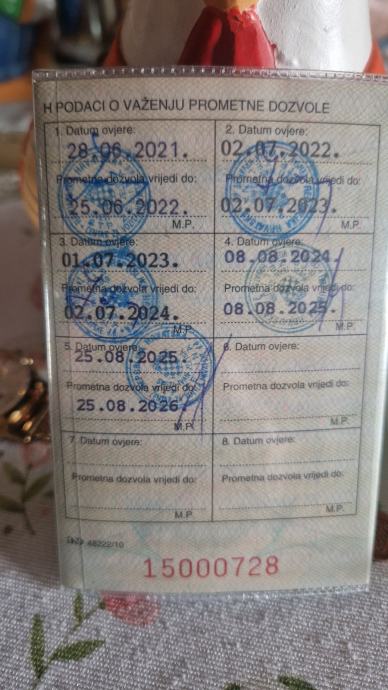 H PODACI O VAŽENJU PROMETNE DOZVOLE
1. Datum ovjere:
28.06.2021.
Prometna dozvola vrijedi do:
25.06.2022.
M.P.
2. Datum ovjere:
02.07.2022.
Prometna dozvola vrijedi do:
02.07.2023.
M.P.
3. Datum ovjere:
01.07.2023.
Prometna dozvola vrijedi do:
02.07.2024.
M.P.
4. Datum ovjere:
08.08.2024.
Prometna dozvola vrijedi do:
08.08.2025.
M.P.
5. Datum ovjere:
25.08.2025.
Prometna dozvola vrijedi do:
25.08.2026.
M.P.
6. Datum ovjere:
Prometna dozvola vrijedi do:
M.P.
7. Datum ovjere:
Prometna dozvola vrijedi do:
M.P.
8. Datum ovjere:
Prometna dozvola vrijedi do:
M.P.
48222/10
15000728